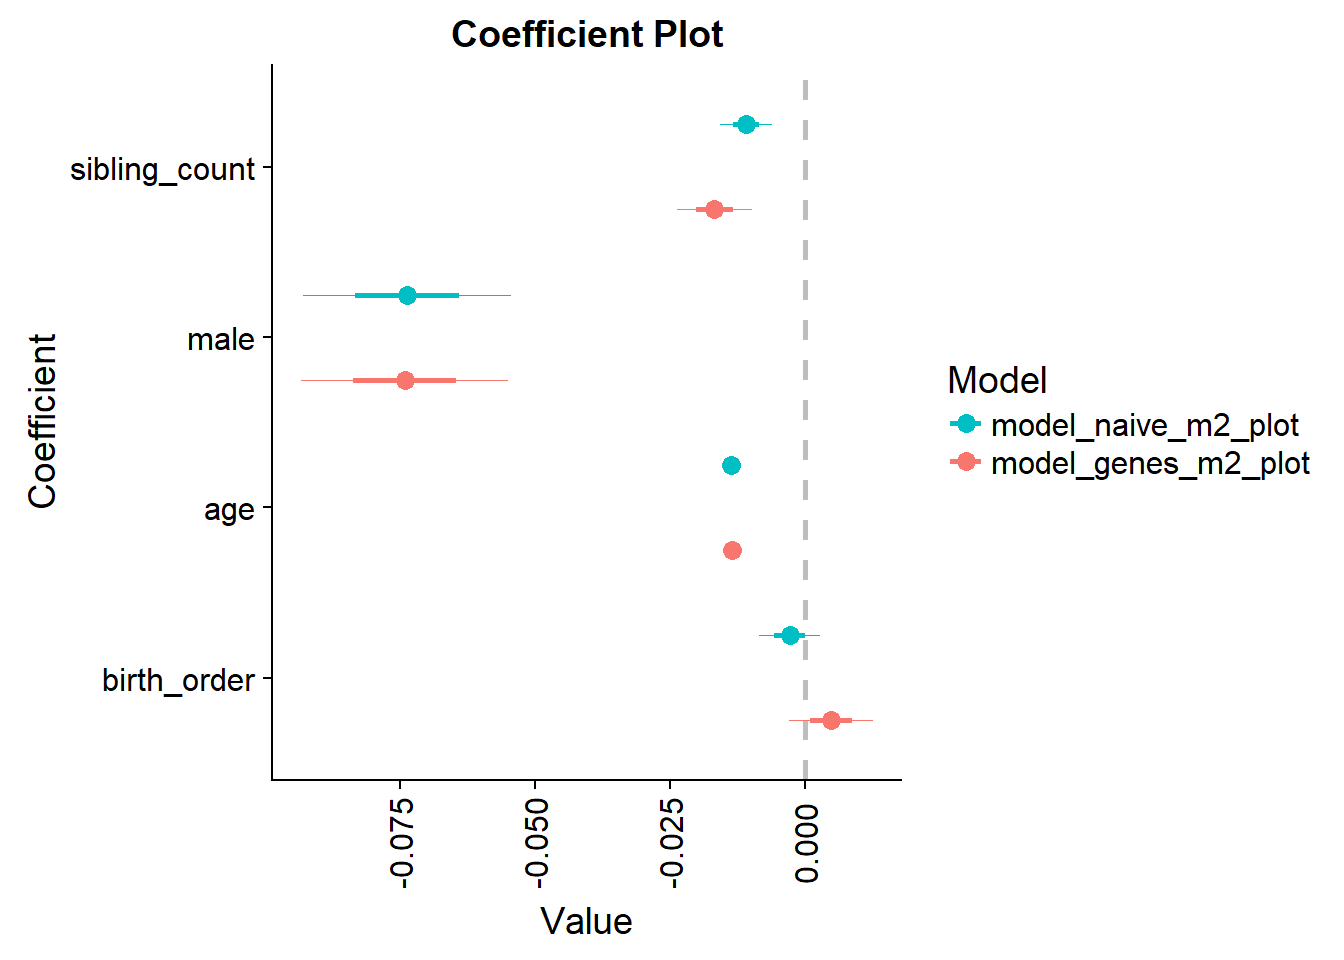 Coefficient Plot
sibling_count
male
age
birth_order
Coefficient
-0.075
-0.050
-0.025
0.000
Value
Model
model_naive_m2_plot
model_genes_m2_plot